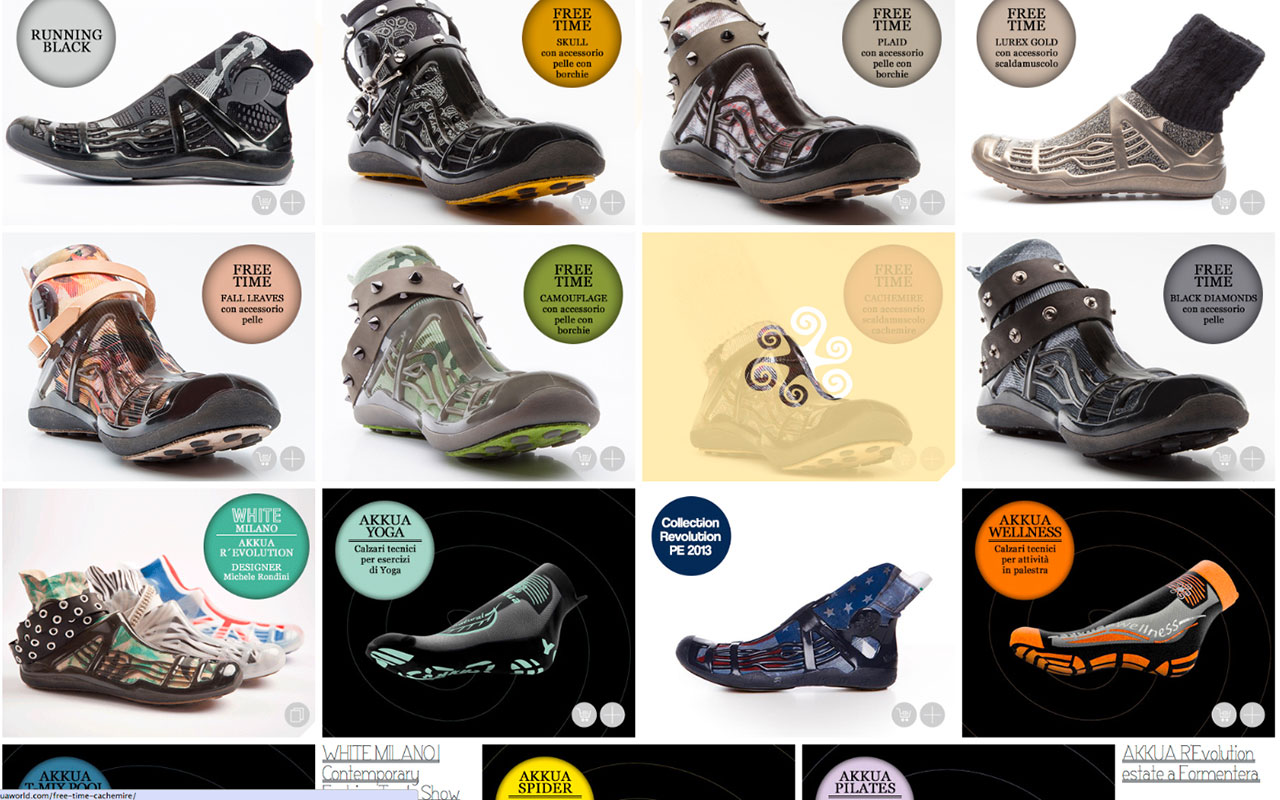 RUNNING
BLACK
FREE
TIME
SKULL
con accessorio
pelle con
borchie
FREE
TIME
PLAID
con accessorio
pelle con
borchie
FREE
TIME
LUREX GOLD
con accessorio
scaldamuscolo
FREE
TIME
FALL LEAVES
con accessorio
pelle
FREE
TIME
CAMOUFLAGE
con accessorio
pelle con
borchie
FREE
TIME
CACHEMIRE
con accessorio
scaldamuscolo
cachemire
FREE
TIME
BLACK DIAMONDS
con accessorio
pelle
WHITE
MILANO
AKKUA
R´EVOLUTION
DESIGNER
Michele Rondini
AKKUA
YOGA
Calzari tecnici
per esercizi
di Yoga
Collection
Revolution
PE 2013
AKKUA
WELLNESS
Calzari tecnici
per attività
in palestra
wellness
AKKUA
T-MIX POOL
WHITE MILANO |
Contemporary
Fashion Trade Show
AKKUA
SPIDER
AKKUA
PILATES
AKKUA R'Evolution
estate a Formentera
uaworld.com/free-time-cachemire/